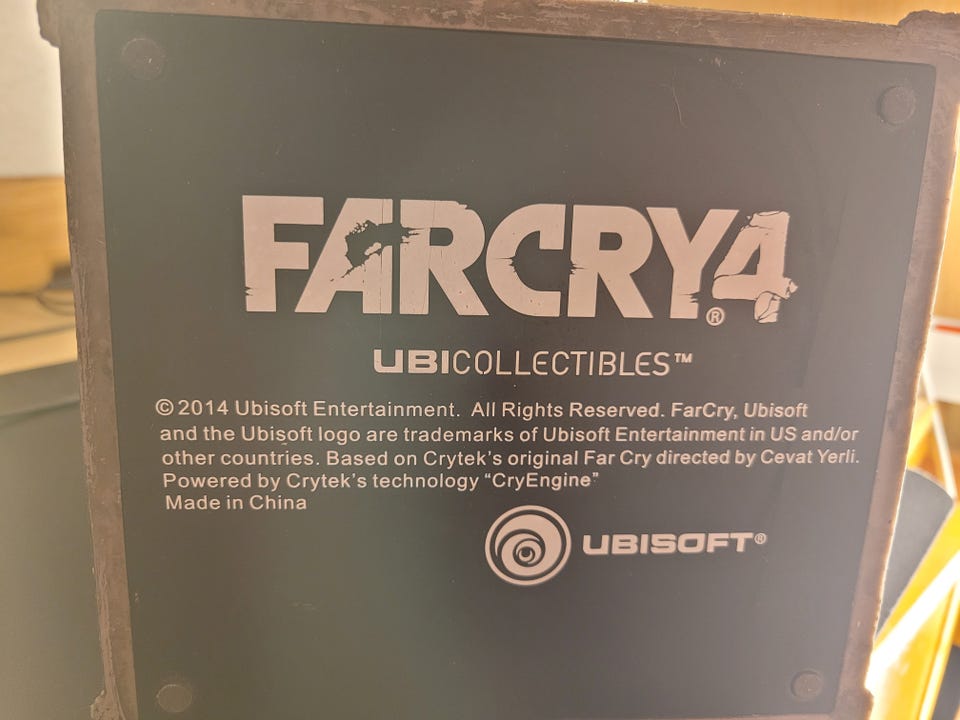 FARCRY4®
UBICOLLECTIBLES™
©2014 Ubisoft Entertainment. All Rights Reserved. FarCry, Ubisoft
and the Ubisoft logo are trademarks of Ubisoft Entertainment in US and/or
other countries. Based on Crytek's original Far Cry directed by Cevat Yerli.
Powered by Crytek's technology “CryEngine”
Made in China
UBISOFT®